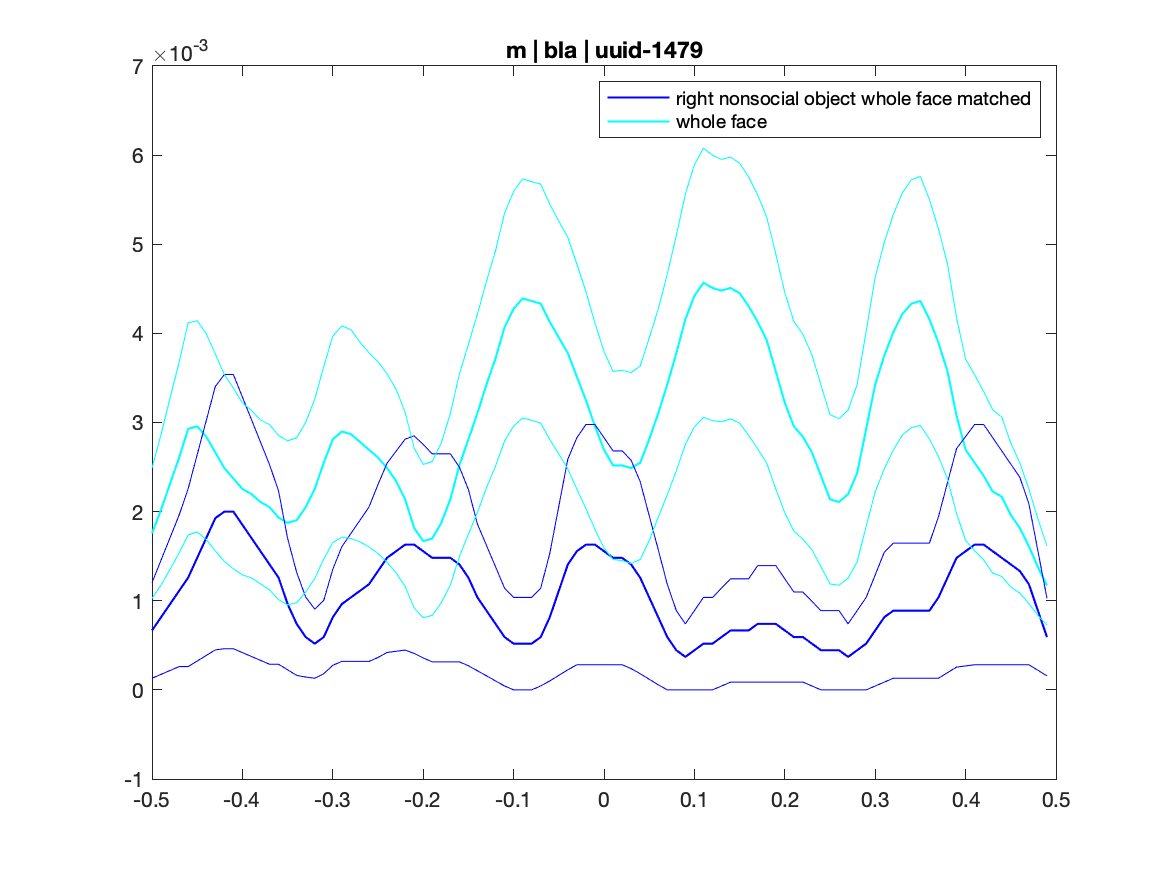 ×10-3
m | bla | uuid-1479
right nonsocial object whole face matched
whole face
7
6
5
4
3
2
1
0
-1
-0.5 -0.4 -0.3 -0.2 -0.1 0 0.1 0.2 0.3 0.4 0.5